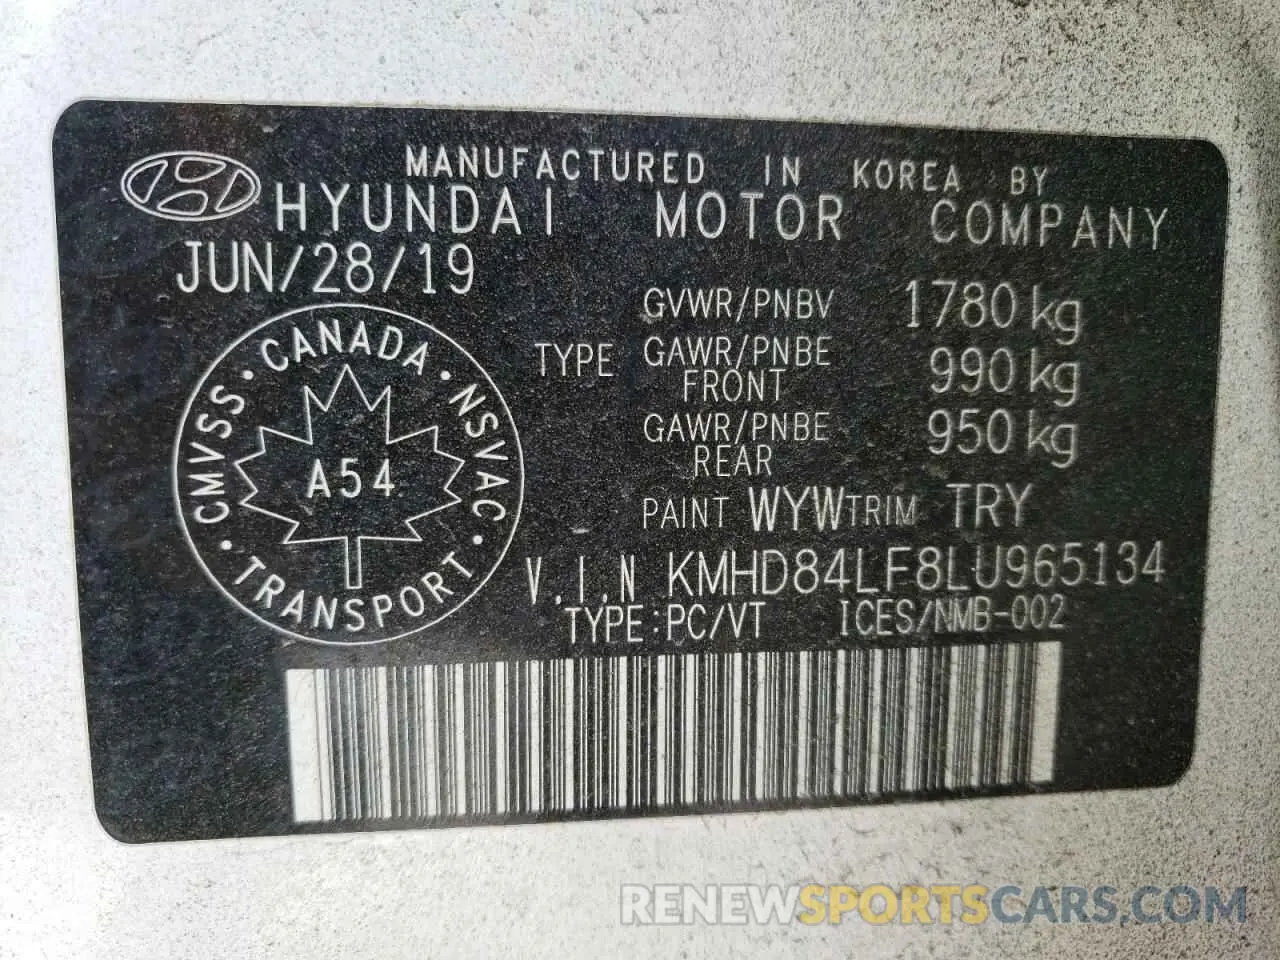 MANUFACTURED IN KOREA BY
HYUNDAI MOTOR COMPANY
JUN/28/19
GVWR/PNBV 1780 kg
TYPE GAWR/PNBE FRONT 990 kg
GAWR/PNBE REAR 950 kg
CANADA · NSVAC · TRANSPORT · CMVSS ·
A54
PAINT WYW TRIM TRY
V.I.N KMHD84LF8LU965134
TYPE:PC/VT ICES/NMB-002
RENEWSPORTSCARS.COM